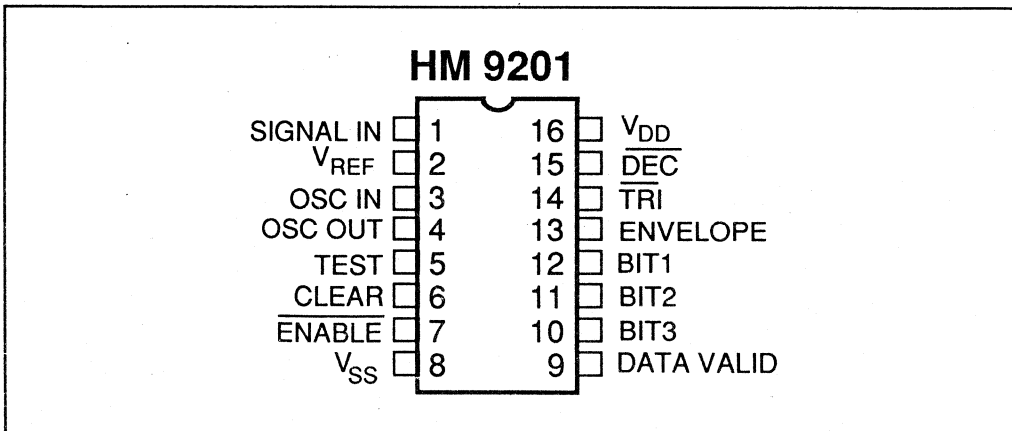 HM 9201
SIGNAL IN 1 16 VDD
VREF 2 15 DEC
OSC IN 3 14 TRI
OSC OUT 4 13 ENVELOPE
TEST 5 12 BIT1
CLEAR 6 11 BIT2
ENABLE 7 10 BIT3
VSS 8 9 DATA VALID